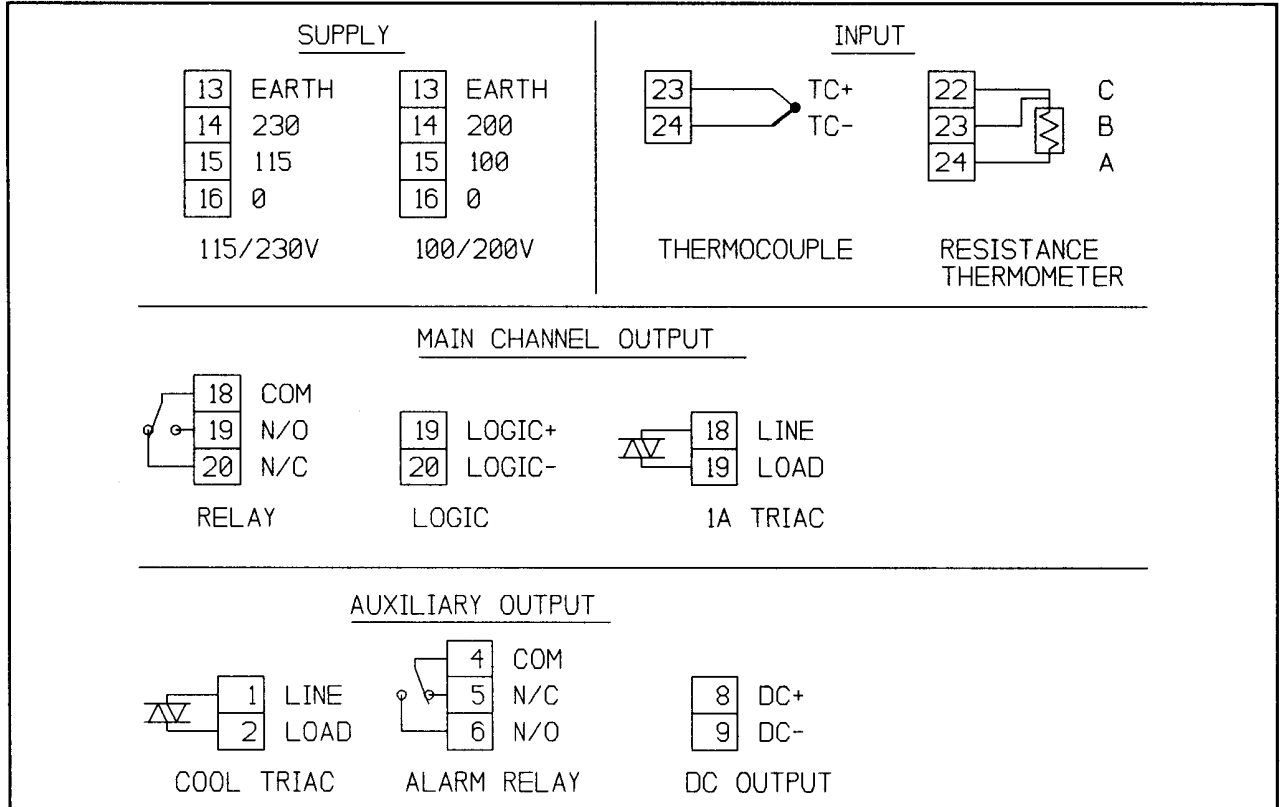 SUPPLY
13 EARTH
14 230
15 115
16 0
115/230V
13 EARTH
14 200
15 100
16 0
100/200V
INPUT
23 TC+
24 TC-
THERMOCOUPLE
22 C
23 B
24 A
RESISTANCE
THERMOMETER
MAIN CHANNEL OUTPUT
18 COM
19 N/O
20 N/C
RELAY
19 LOGIC+
20 LOGIC-
LOGIC
18 LINE
19 LOAD
1A TRIAC
AUXILIARY OUTPUT
1 LINE
2 LOAD
COOL TRIAC
4 COM
5 N/C
6 N/O
ALARM RELAY
8 DC+
9 DC-
DC OUTPUT